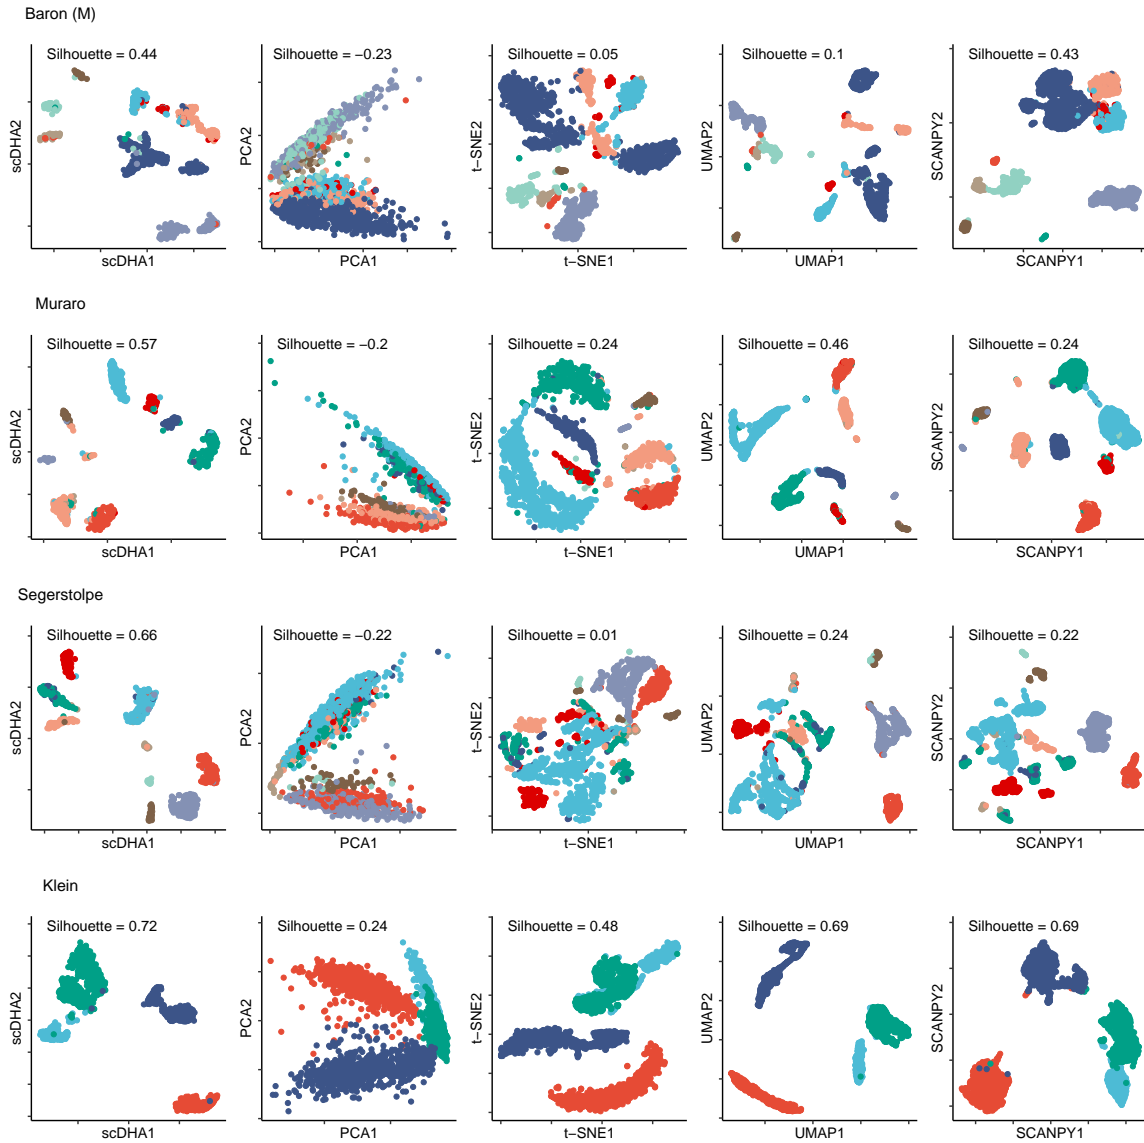 Baron (M)
Silhouette = 0.44
Silhouette = −0.23
Silhouette = 0.05
Silhouette = 0.1
Silhouette = 0.43
scDHA2
PCA2
t−SNE2
UMAP2
SCANPY2
scDHA1
PCA1
t−SNE1
UMAP1
SCANPY1
Muraro
Silhouette = 0.57
Silhouette = −0.2
Silhouette = 0.24
Silhouette = 0.46
Silhouette = 0.24
scDHA2
PCA2
t−SNE2
UMAP2
SCANPY2
scDHA1
PCA1
t−SNE1
UMAP1
SCANPY1
Segerstolpe
Silhouette = 0.66
Silhouette = −0.22
Silhouette = 0.01
Silhouette = 0.24
Silhouette = 0.22
scDHA2
PCA2
t−SNE2
UMAP2
SCANPY2
scDHA1
PCA1
t−SNE1
UMAP1
SCANPY1
Klein
Silhouette = 0.72
Silhouette = 0.24
Silhouette = 0.48
Silhouette = 0.69
Silhouette = 0.69
scDHA2
PCA2
t−SNE2
UMAP2
SCANPY2
scDHA1
PCA1
t−SNE1
UMAP1
SCANPY1